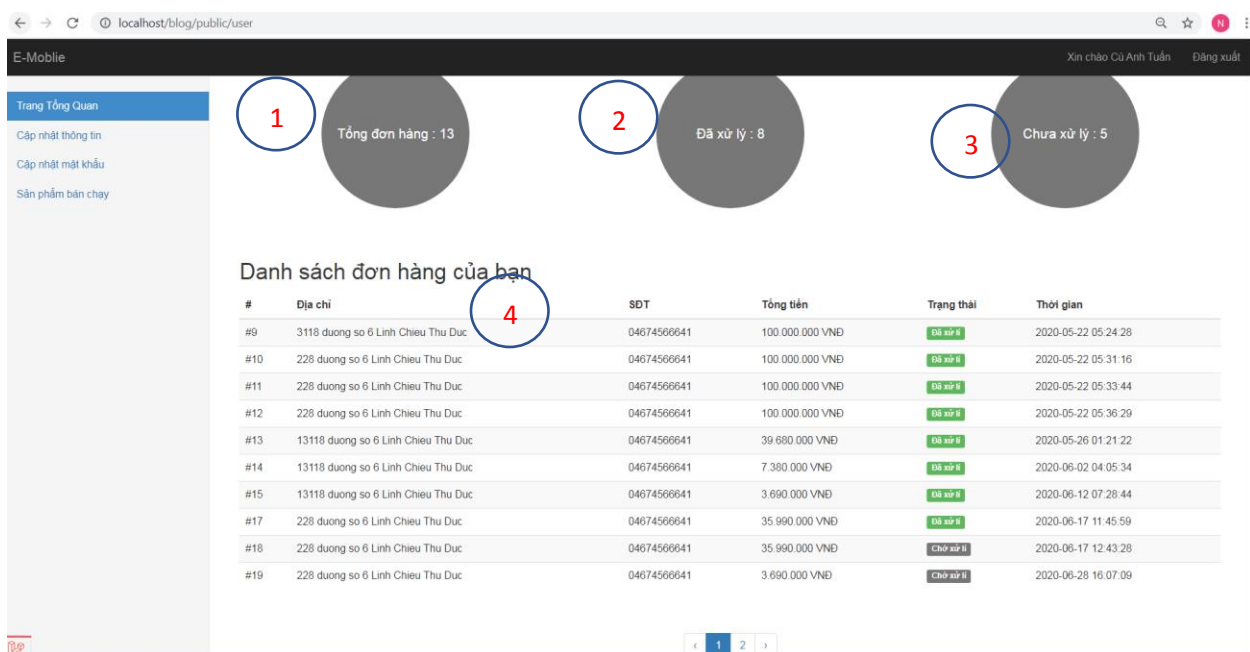 localhost/blog/public/user
N
E-Moblie
Xin chào Cù Anh Tuấn Đăng xuất
Trang Tổng Quan
Cập nhật thông tin
Cập nhật mật khẩu
Sản phẩm bán chạy
1
Tổng đơn hàng : 13
2
Đã xử lý : 8
3
Chưa xử lý : 5
Danh sách đơn hàng của bạn
4
# Địa chỉ SĐT Tổng tiền Trạng thái Thời gian
#9 3118 duong so 6 Linh Chieu Thu Duc 04674566641 100.000.000 VNĐ Đã xử lí 2020-05-22 05:24:28
#10 228 duong so 6 Linh Chieu Thu Duc 04674566641 100.000.000 VNĐ Đã xử lí 2020-05-22 05:31:16
#11 228 duong so 6 Linh Chieu Thu Duc 04674566641 100.000.000 VNĐ Đã xử lí 2020-05-22 05:33:44
#12 228 duong so 6 Linh Chieu Thu Duc 04674566641 100.000.000 VNĐ Đã xử lí 2020-05-22 05:36:29
#13 13118 duong so 6 Linh Chieu Thu Duc 04674566641 39.680.000 VNĐ Đã xử lí 2020-05-26 01:21:22
#14 13118 duong so 6 Linh Chieu Thu Duc 04674566641 7.380.000 VNĐ Đã xử lí 2020-06-02 04:05:34
#15 13118 duong so 6 Linh Chieu Thu Duc 04674566641 3.690.000 VNĐ Đã xử lí 2020-06-12 07:28:44
#17 228 duong so 6 Linh Chieu Thu Duc 04674566641 35.990.000 VNĐ Đã xử lí 2020-06-17 11:45:59
#18 228 duong so 6 Linh Chieu Thu Duc 04674566641 35.990.000 VNĐ Chờ xử lí 2020-06-17 12:43:28
#19 228 duong so 6 Linh Chieu Thu Duc 04674566641 3.690.000 VNĐ Chờ xử lí 2020-06-28 16:07:09
‹ 1 2 ›